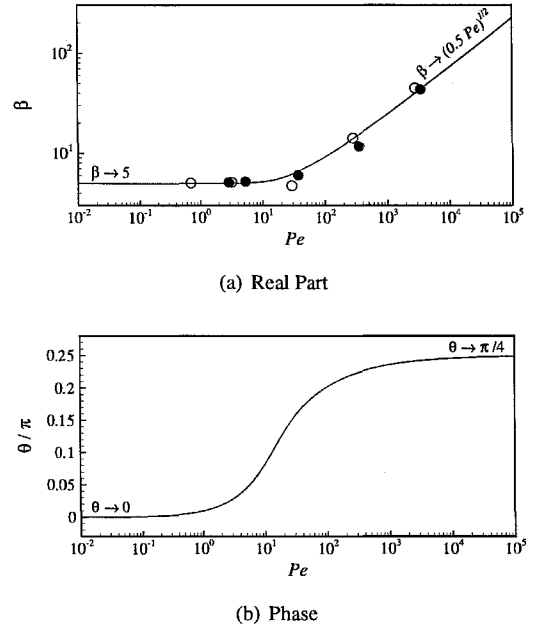 10²
β → (0.5 Pe)^1/2
β
10¹
β → 5
10⁻² 10⁻¹ 10⁰ 10¹ 10² 10³ 10⁴ 10⁵
Pe
(a) Real Part
θ → π/4
0.25
0.2
0.15
θ / π
0.1
0.05
θ → 0
0
10⁻² 10⁻¹ 10⁰ 10¹ 10² 10³ 10⁴ 10⁵
Pe
(b) Phase